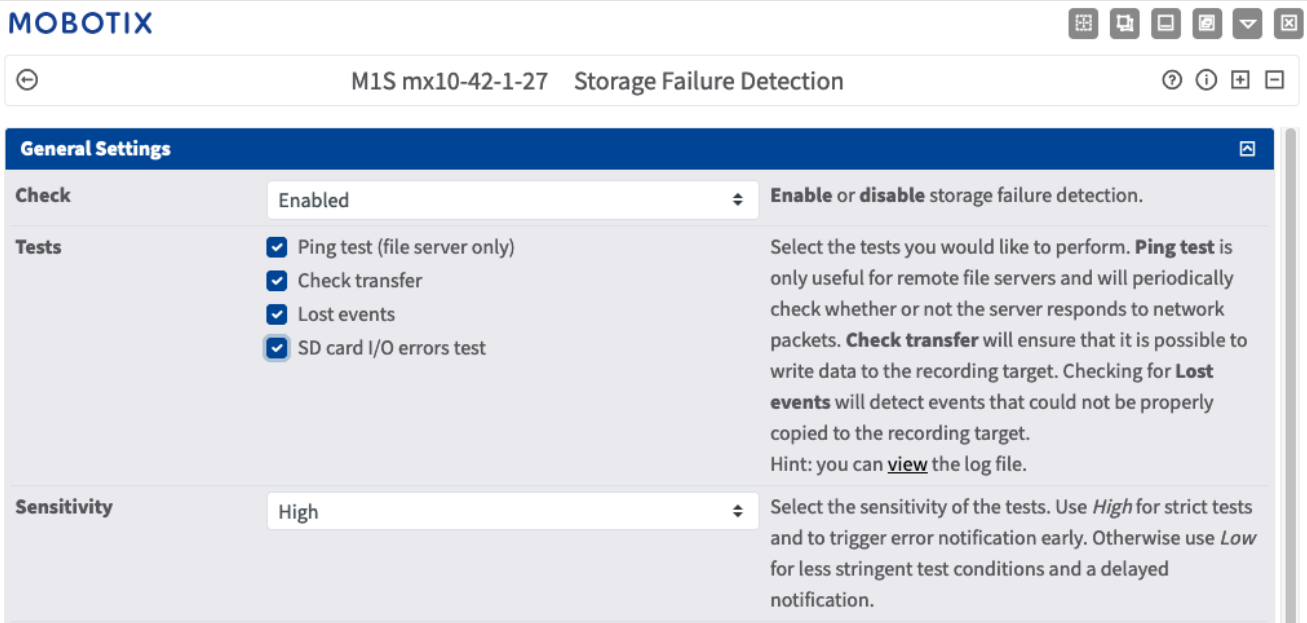 MOBOTIX
M1S mx10-42-1-27 Storage Failure Detection
General Settings
Check
Enabled
Enable or disable storage failure detection.
Tests
Ping test (file server only)
Check transfer
Lost events
SD card I/O errors test
Select the tests you would like to perform. Ping test is
only useful for remote file servers and will periodically
check whether or not the server responds to network
packets. Check transfer will ensure that it is possible to
write data to the recording target. Checking for Lost
events will detect events that could not be properly
copied to the recording target.
Hint: you can view the log file.
Sensitivity
High
Select the sensitivity of the tests. Use High for strict tests
and to trigger error notification early. Otherwise use Low
for less stringent test conditions and a delayed
notification.